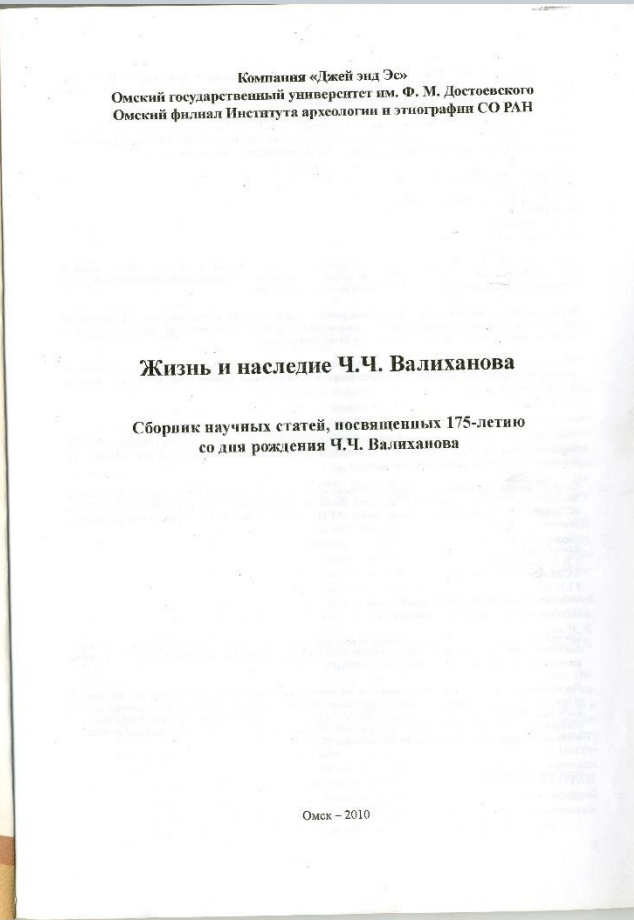 Компания «Джей энд Эс»
Омский государственный университет им. Ф. М. Достоевского
Омский филиал Института археологии и этнографии СО РАН
Жизнь и наследие Ч.Ч. Валиханова
Сборник научных статей, посвященных 175-летию
со дня рождения Ч.Ч. Валиханова
Омск – 2010